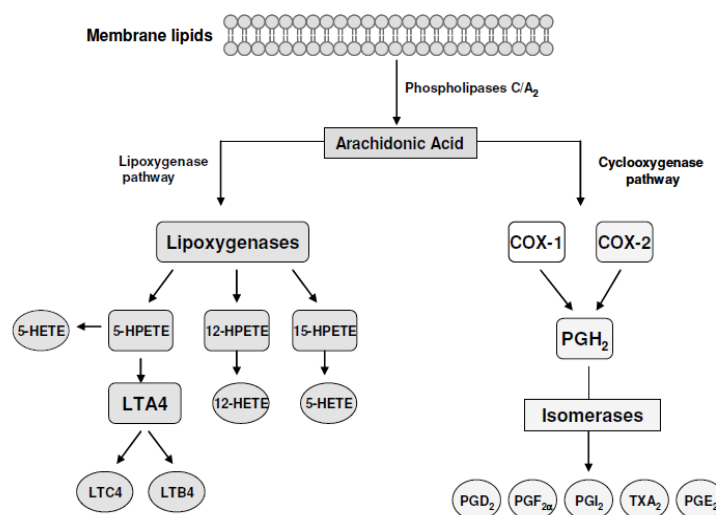 Membrane lipids
Phospholipases C/A₂
Arachidonic Acid
Lipoxygenase
pathway
Cyclooxygenase
pathway
Lipoxygenases
COX-1
COX-2
5-HETE
5-HPETE
12-HPETE
15-HPETE
PGH₂
LTA4
12-HETE
5-HETE
Isomerases
LTC4
LTB4
PGD₂
PGF₂α
PGI₂
TXA₂
PGE₂